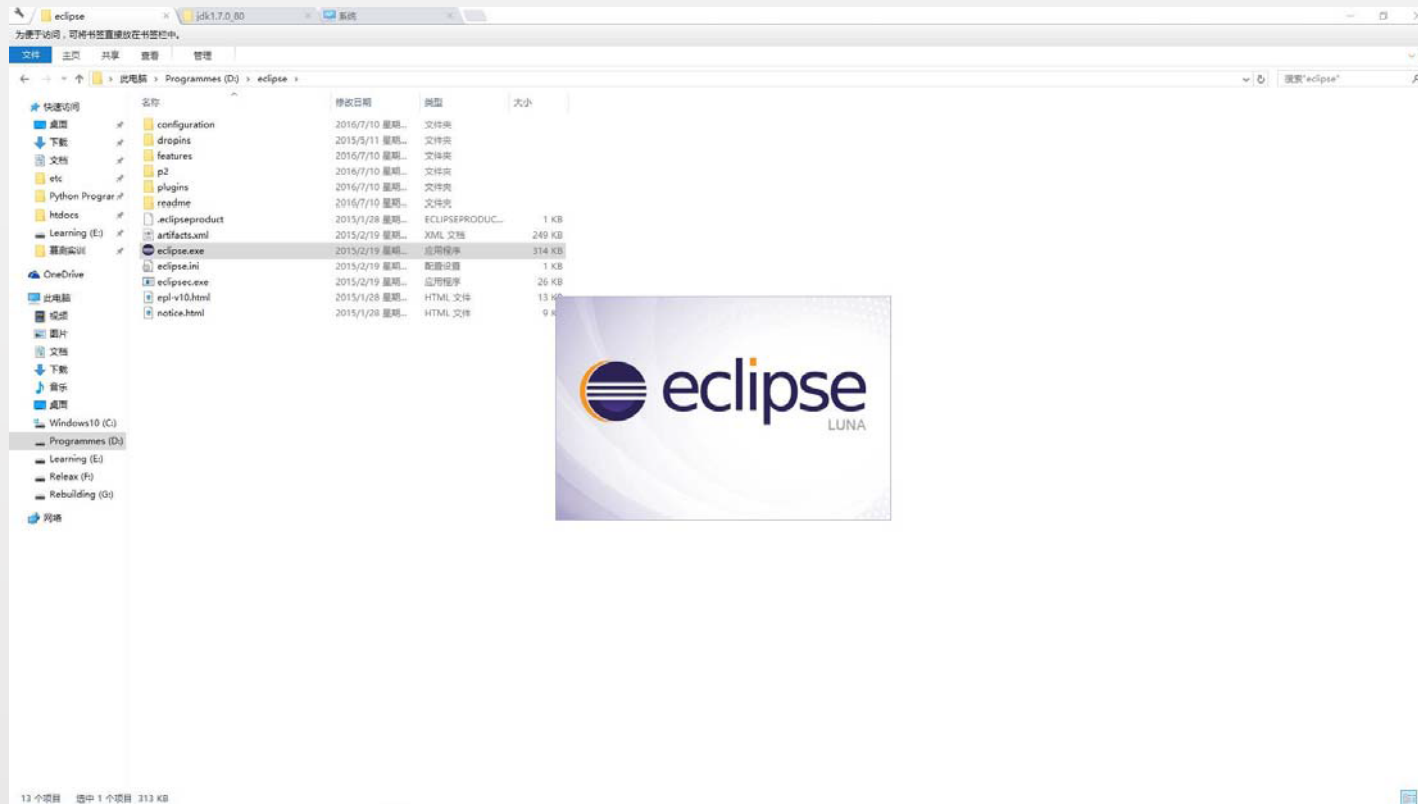 eclipse
jdk1.7.0_80
系统
为便于访问，可将书签直接放在书签栏中。
文件 主页 共享 查看 管理
此电脑 Programmes (D:) eclipse
搜索"eclipse"
名称 修改日期 类型 大小
快速访问
桌面
下载
文档
etc
Python Prograr
htdocs
Learning (E:)
慕测实训
OneDrive
此电脑
视频
图片
文档
下载
音乐
桌面
Windows10 (C:)
Programmes (D:)
Learning (E:)
Releax (F:)
Rebuilding (G:)
网络
configuration 2016/7/10 星期... 文件夹
dropins 2015/5/11 星期... 文件夹
features 2016/7/10 星期... 文件夹
p2 2016/7/10 星期... 文件夹
plugins 2016/7/10 星期... 文件夹
readme 2016/7/10 星期... 文件夹
.eclipseproduct 2015/1/28 星期... ECLIPSEPRODUC... 1 KB
artifacts.xml 2015/2/19 星期... XML 文档 249 KB
eclipse.exe 2015/2/19 星期... 应用程序 314 KB
eclipse.ini 2015/2/19 星期... 配置设置 1 KB
eclipsec.exe 2015/2/19 星期... 应用程序 26 KB
epl-v10.html 2015/1/28 星期... HTML 文件 13 KB
notice.html 2015/1/28 星期... HTML 文件 9 K
eclipse
LUNA
13 个项目 选中 1 个项目 313 KB